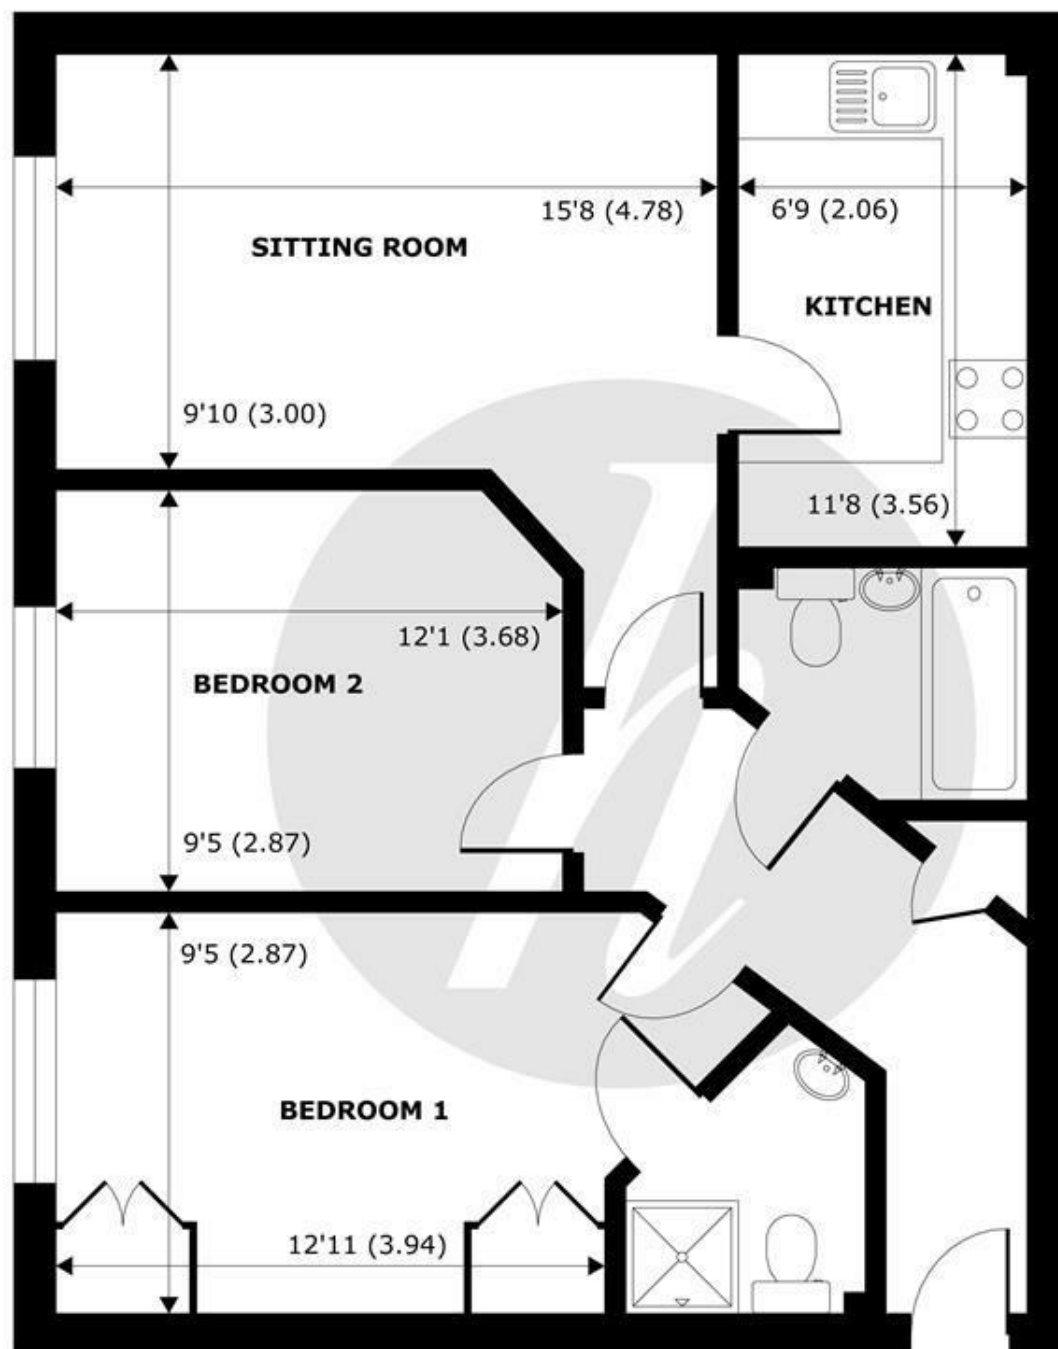 15'8 (4.78)
6'9 (2.06)
SITTING ROOM
KITCHEN
9'10 (3.00)
11'8 (3.56)
12'1 (3.68)
BEDROOM 2
9'5 (2.87)
9'5 (2.87)
BEDROOM 1
12'11 (3.94)
h